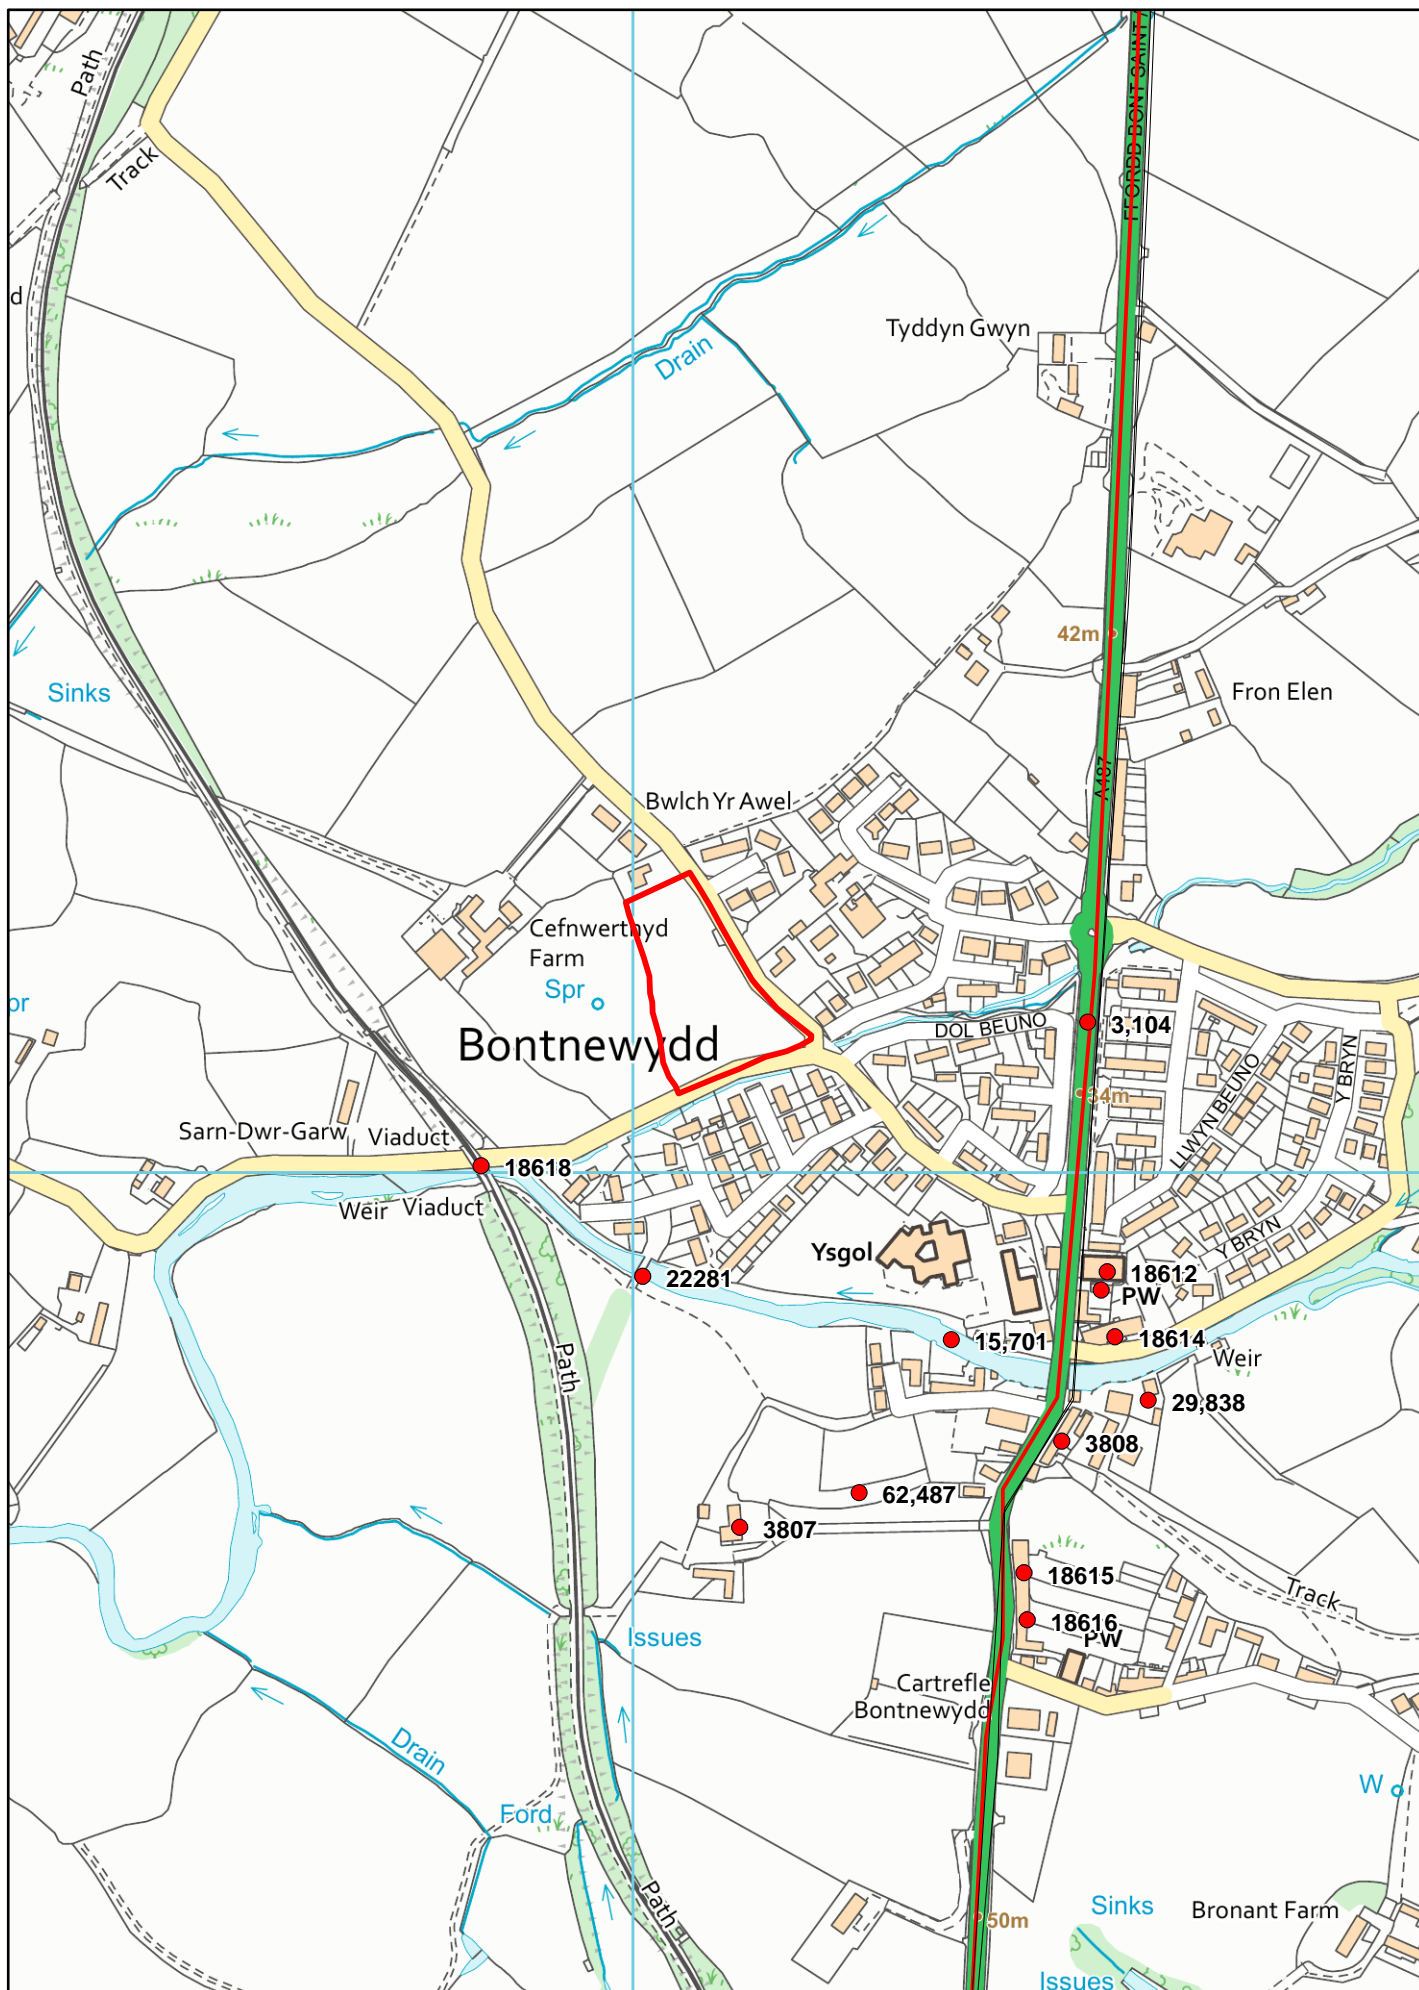 Path
FFORDD BONT SAINT
Track
d
Tyddyn Gwyn
Drain
42m
Sinks
Fron Elen
A487
Bwlch Yr Awel
Cefnwerthyd
Farm
Spr
pr
Bontnewydd
DOL BEUNO
3,104
34m
Y BRYN
LLWYN BEUNO
Sarn-Dwr-Garw
Viaduct
18618
Weir
Viaduct
Y BRYN
Ysgol
22281
18612
PW
15,701
18614
Weir
Path
29,838
3808
62,487
3807
18615
Track
18616
PW
Issues
Cartrefle
Bontnewydd
Drain
W
Ford
Path
Sinks
Bronant Farm
50m
Issues